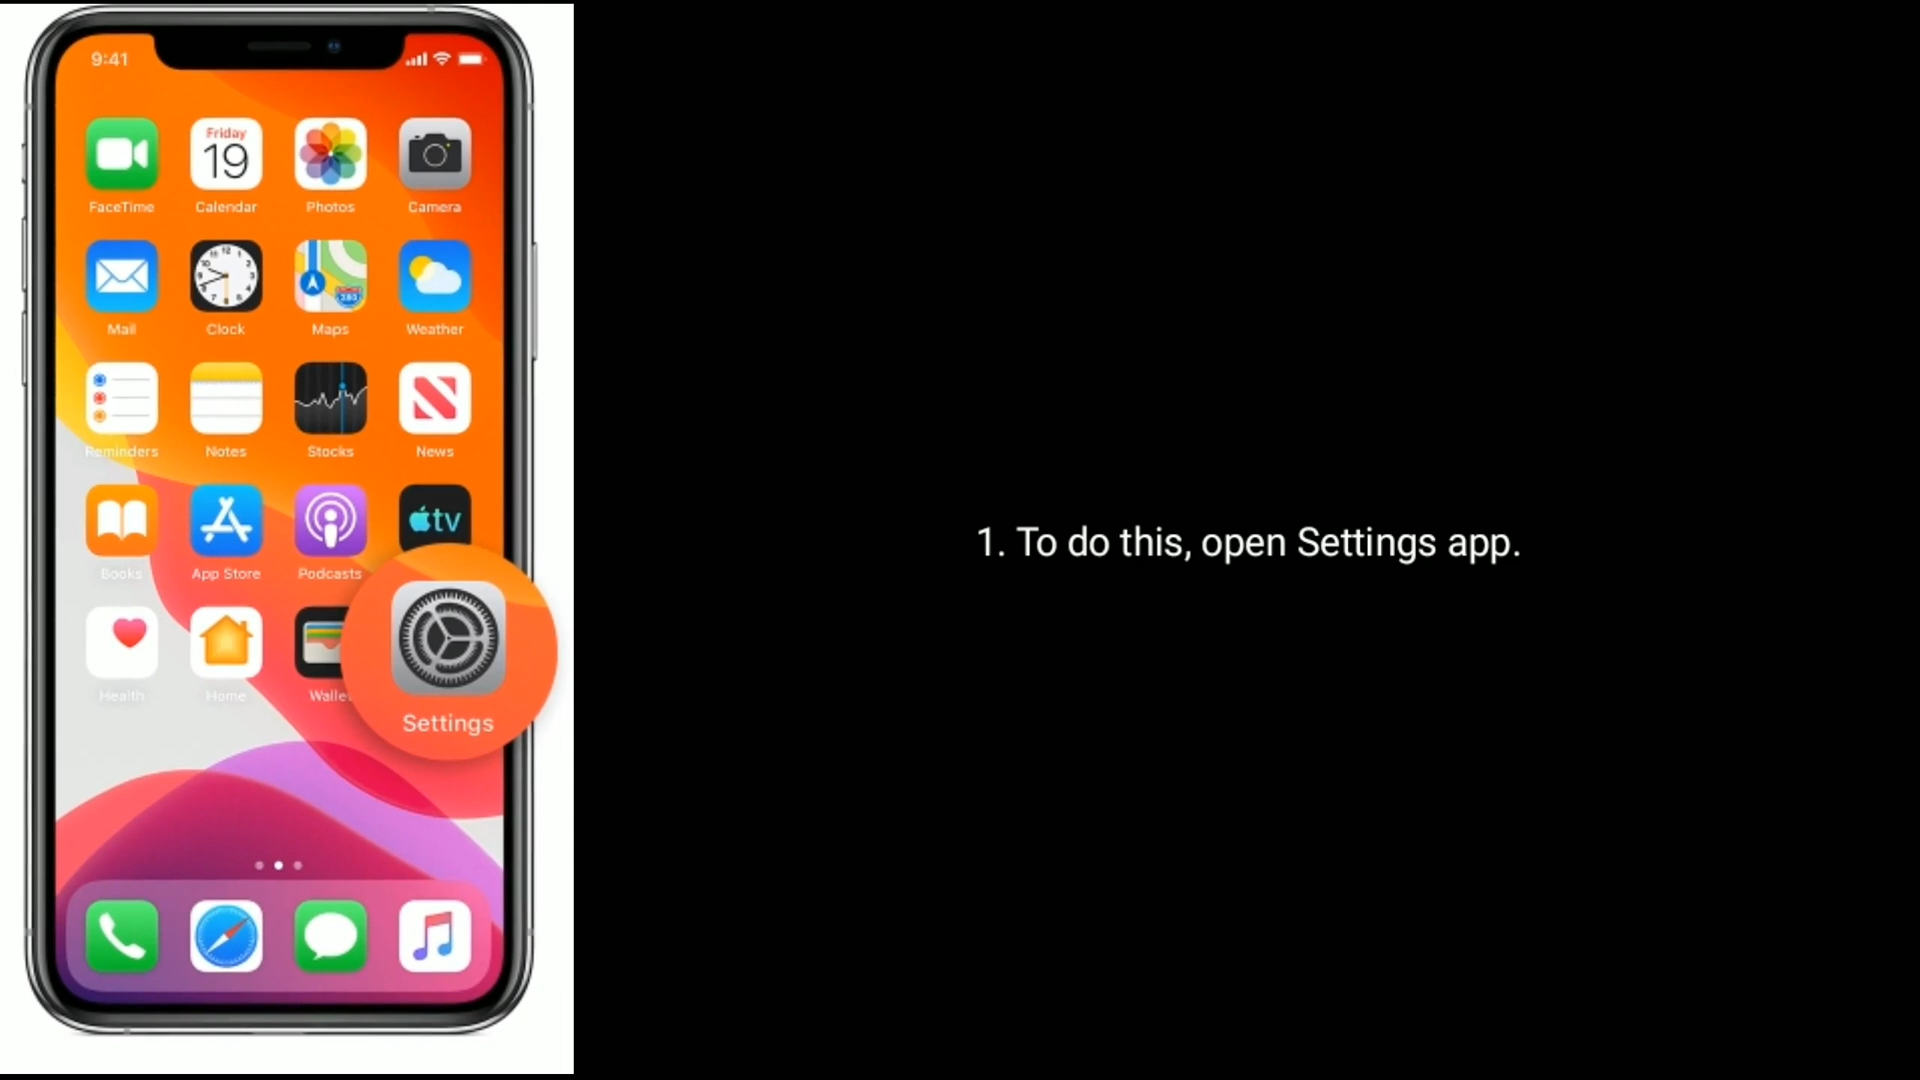 9:41
Friday
19
FaceTime
Calendar
Photos
Camera
280
Mail
Clock
Maps
Weather
Reminders
Notes
Stocks
News
tv
Books
App Store
Podcasts
Health
Home
Settings
1. To do this, open Settings app.